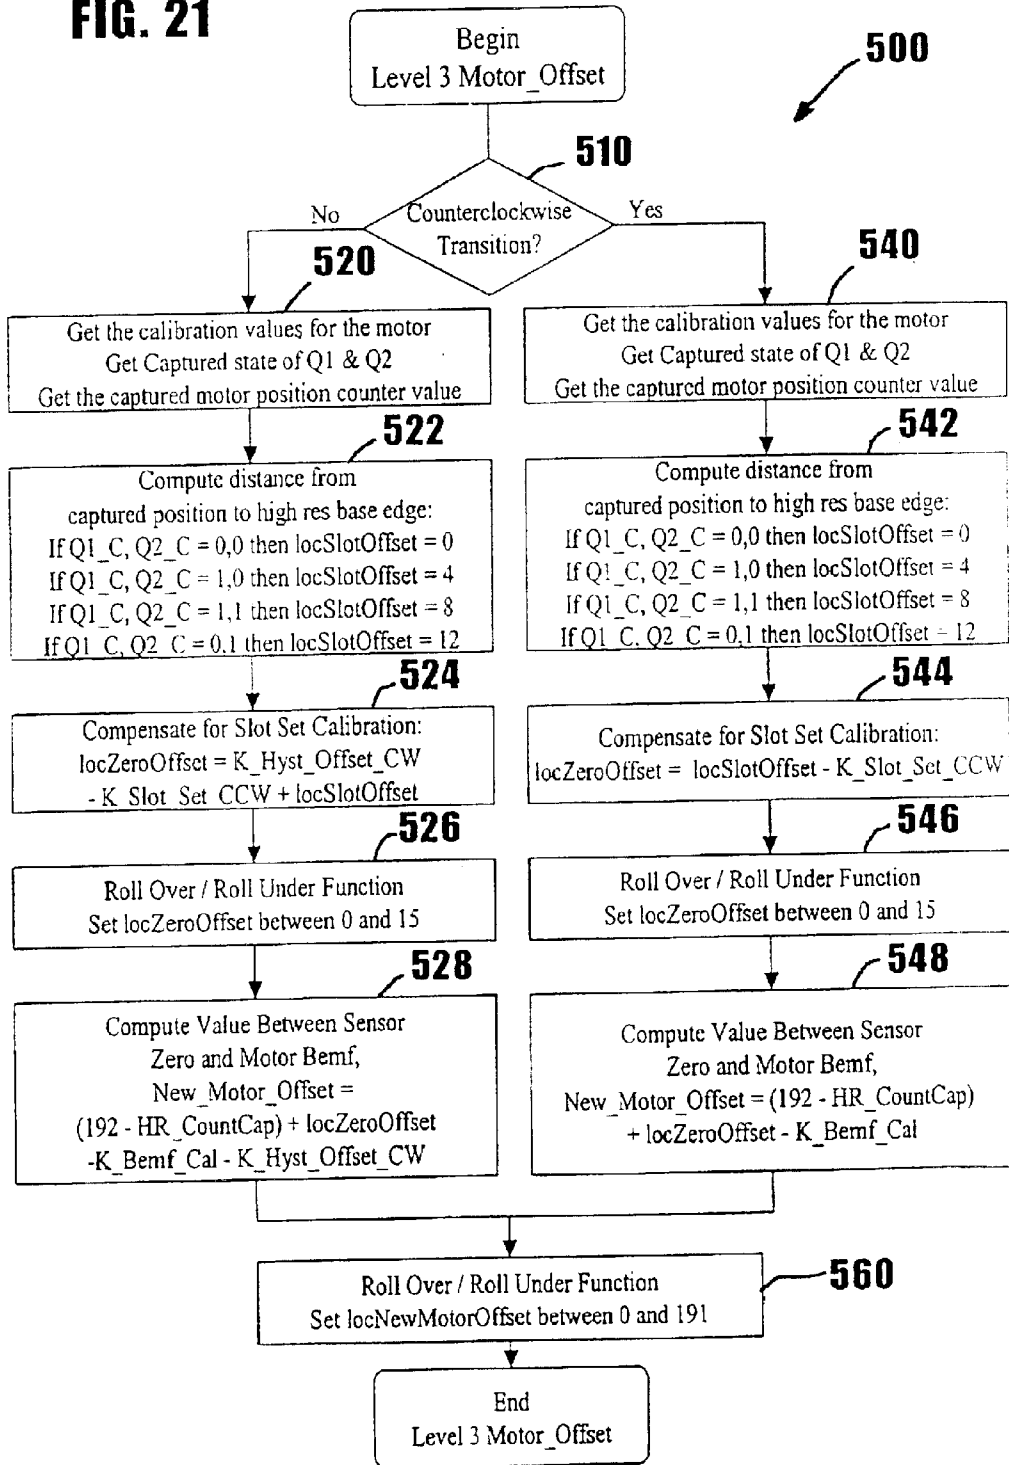 FIG. 21
Begin
Level 3 Motor_Offset
500
510
Counterclockwise
Transition?
No
Yes
520
Get the calibration values for the motor
Get Captured state of Q1 & Q2
Get the captured motor position counter value
540
Get the calibration values for the motor
Get Captured state of Q1 & Q2
Get the captured motor position counter value
522
Compute distance from
captured position to high res base edge:
If Q1_C, Q2_C = 0,0 then locSlotOffset = 0
If Q1_C, Q2_C = 1,0 then locSlotOffset = 4
If Q1_C, Q2_C = 1,1 then locSlotOffset = 8
If Q1_C, Q2_C = 0,1 then locSlotOffset = 12
542
Compute distance from
captured position to high res base edge:
If Q1_C, Q2_C = 0,0 then locSlotOffset = 0
If Q1_C, Q2_C = 1,0 then locSlotOffset = 4
If Q1_C, Q2_C = 1,1 then locSlotOffset = 8
If Q1_C, Q2_C = 0,1 then locSlotOffset = 12
524
Compensate for Slot Set Calibration:
locZeroOffset = K_Hyst_Offset_CW
- K_Slot_Set_CCW + locSlotOffset
544
Compensate for Slot Set Calibration:
locZeroOffset = locSlotOffset - K_Slot_Set_CCW
526
Roll Over / Roll Under Function
Set locZeroOffset between 0 and 15
546
Roll Over / Roll Under Function
Set locZeroOffset between 0 and 15
528
Compute Value Between Sensor
Zero and Motor Bemf,
New_Motor_Offset =
(192 - HR_CountCap) + locZeroOffset
-K_Bemf_Cal - K_Hyst_Offset_CW
548
Compute Value Between Sensor
Zero and Motor Bemf,
New_Motor_Offset = (192 - HR_CountCap)
+ locZeroOffset - K_Bemf_Cal
560
Roll Over / Roll Under Function
Set locNewMotorOffset between 0 and 191
End
Level 3 Motor_Offset